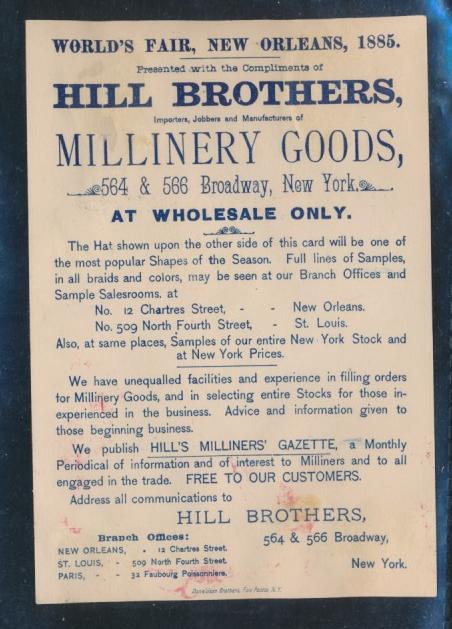 WORLD'S FAIR, NEW ORLEANS, 1885.
Presented with the Compliments of
HILL BROTHERS,
Importers, Jobbers and Manufacturers of
MILLINERY GOODS,
564 & 566 Broadway, New York.
AT WHOLESALE ONLY.
The Hat shown upon the other side of this card will be one of
the most popular Shapes of the Season. Full lines of Samples,
in all braids and colors, may be seen at our Branch Offices and
Sample Salesrooms. at
No. 12 Chartres Street, - - New Orleans.
No. 509 North Fourth Street, - St. Louis.
Also, at same places, Samples of our entire New York Stock and
at New York Prices.
We have unequalled facilities and experience in filling orders
for Millinery Goods, and in selecting entire Stocks for those in-
experienced in the business. Advice and information given to
those beginning business.
We publish HILL'S MILLINERS' GAZETTE, a Monthly
Periodical of information and of interest to Milliners and to all
engaged in the trade. FREE TO OUR CUSTOMERS.
Address all communications to
HILL BROTHERS,
564 & 566 Broadway,
New York.
Branch Offices:
NEW ORLEANS, - 12 Chartres Street.
ST. LOUIS, - 509 North Fourth Street.
PARIS, - - 32 Faubourg Poissonniere.
Donaldson Brothers, Five Points, N.Y.